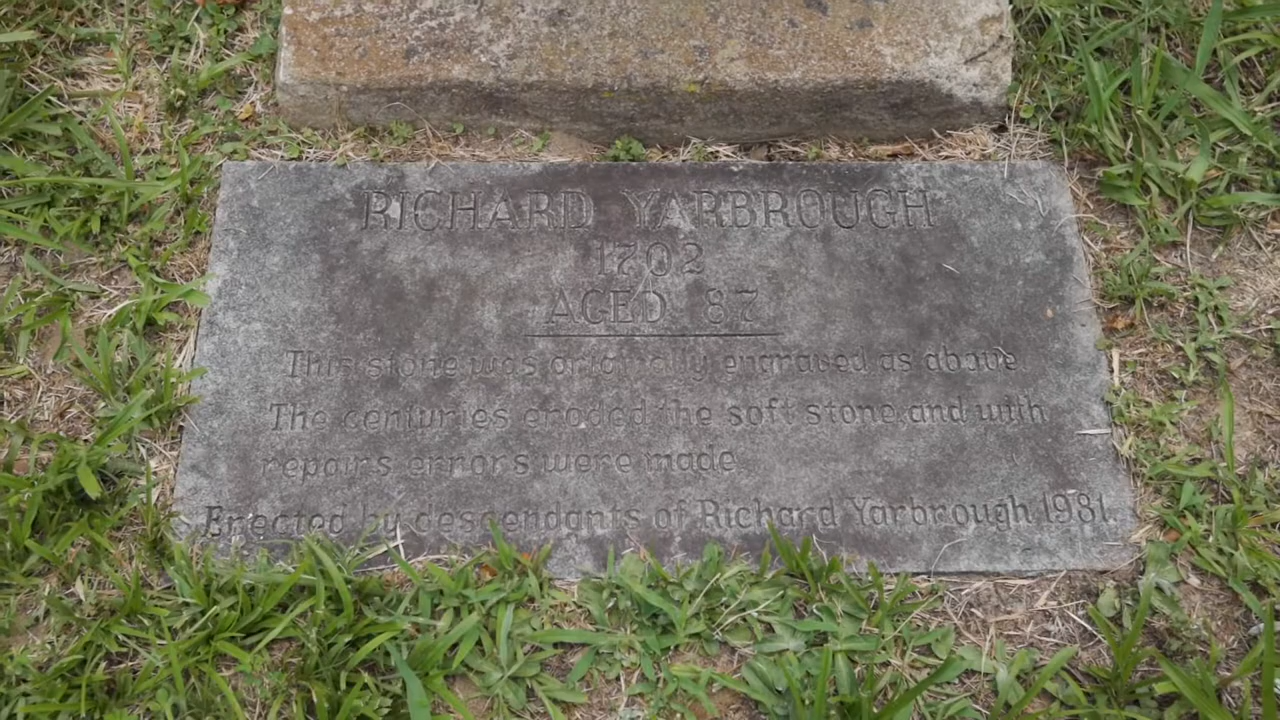 RICHARD YARBROUGH
1702
AGED 87
This stone was originally engraved as above.
The centuries eroded the soft stone, and with
repairs errors were made.
Erected by descendants of Richard Yarbrough 1981.